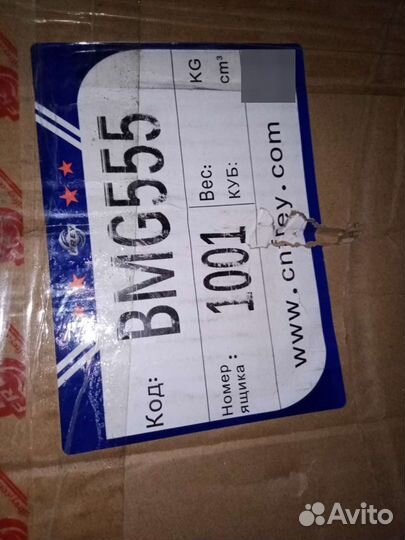 Код: BMG555
Номер ящика: 1001
Вес: KG
КУБ: cm³
Avito